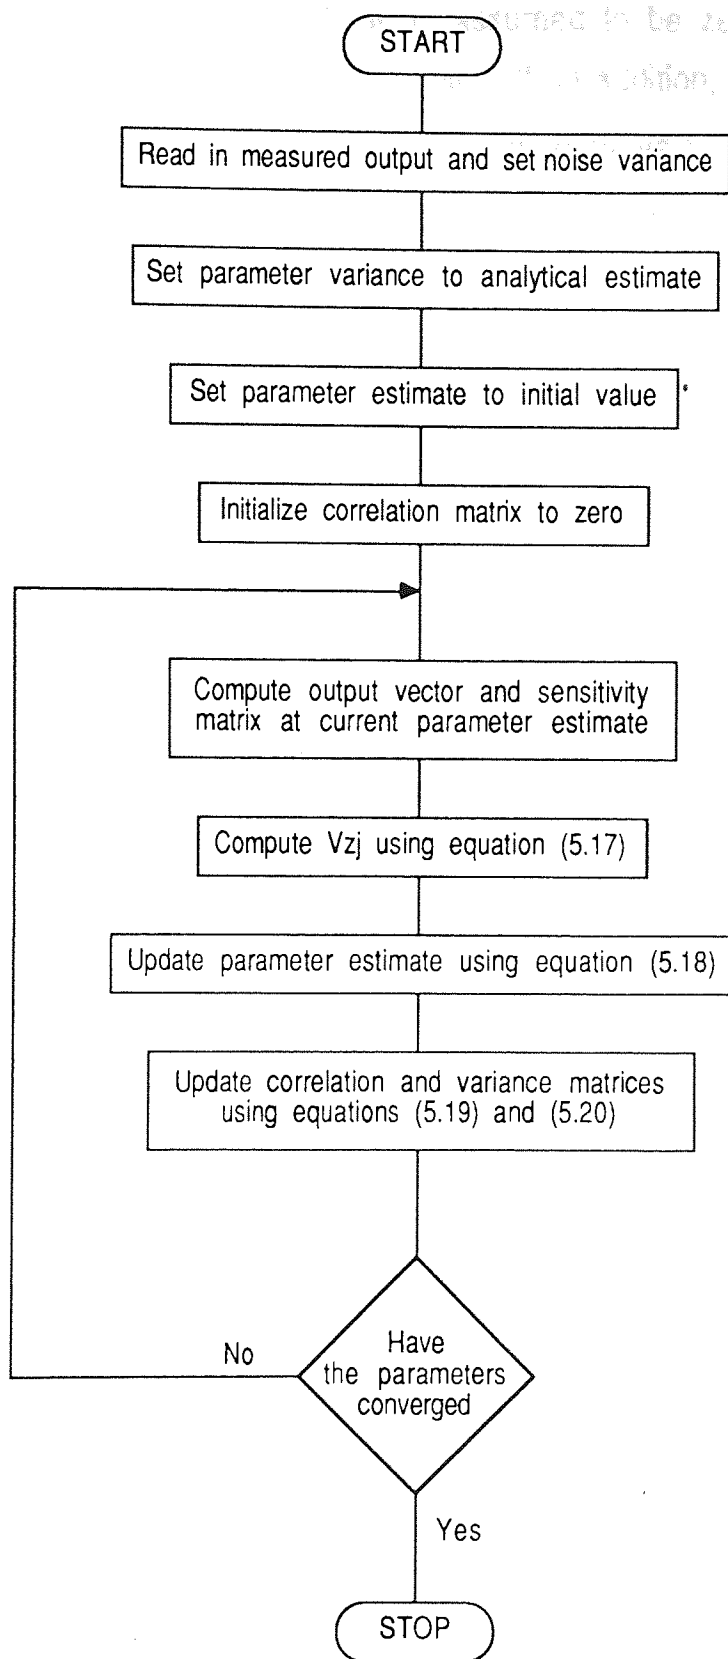 assumed to be
START
Read in measured output and set noise variance
Set parameter variance to analytical estimate
Set parameter estimate to initial value
Initialize correlation matrix to zero
Compute output vector and sensitivity
matrix at current parameter estimate
Compute Vzj using equation (5.17)
Update parameter estimate using equation (5.18)
Update correlation and variance matrices
using equations (5.19) and (5.20)
Have
the parameters
converged
No
Yes
STOP